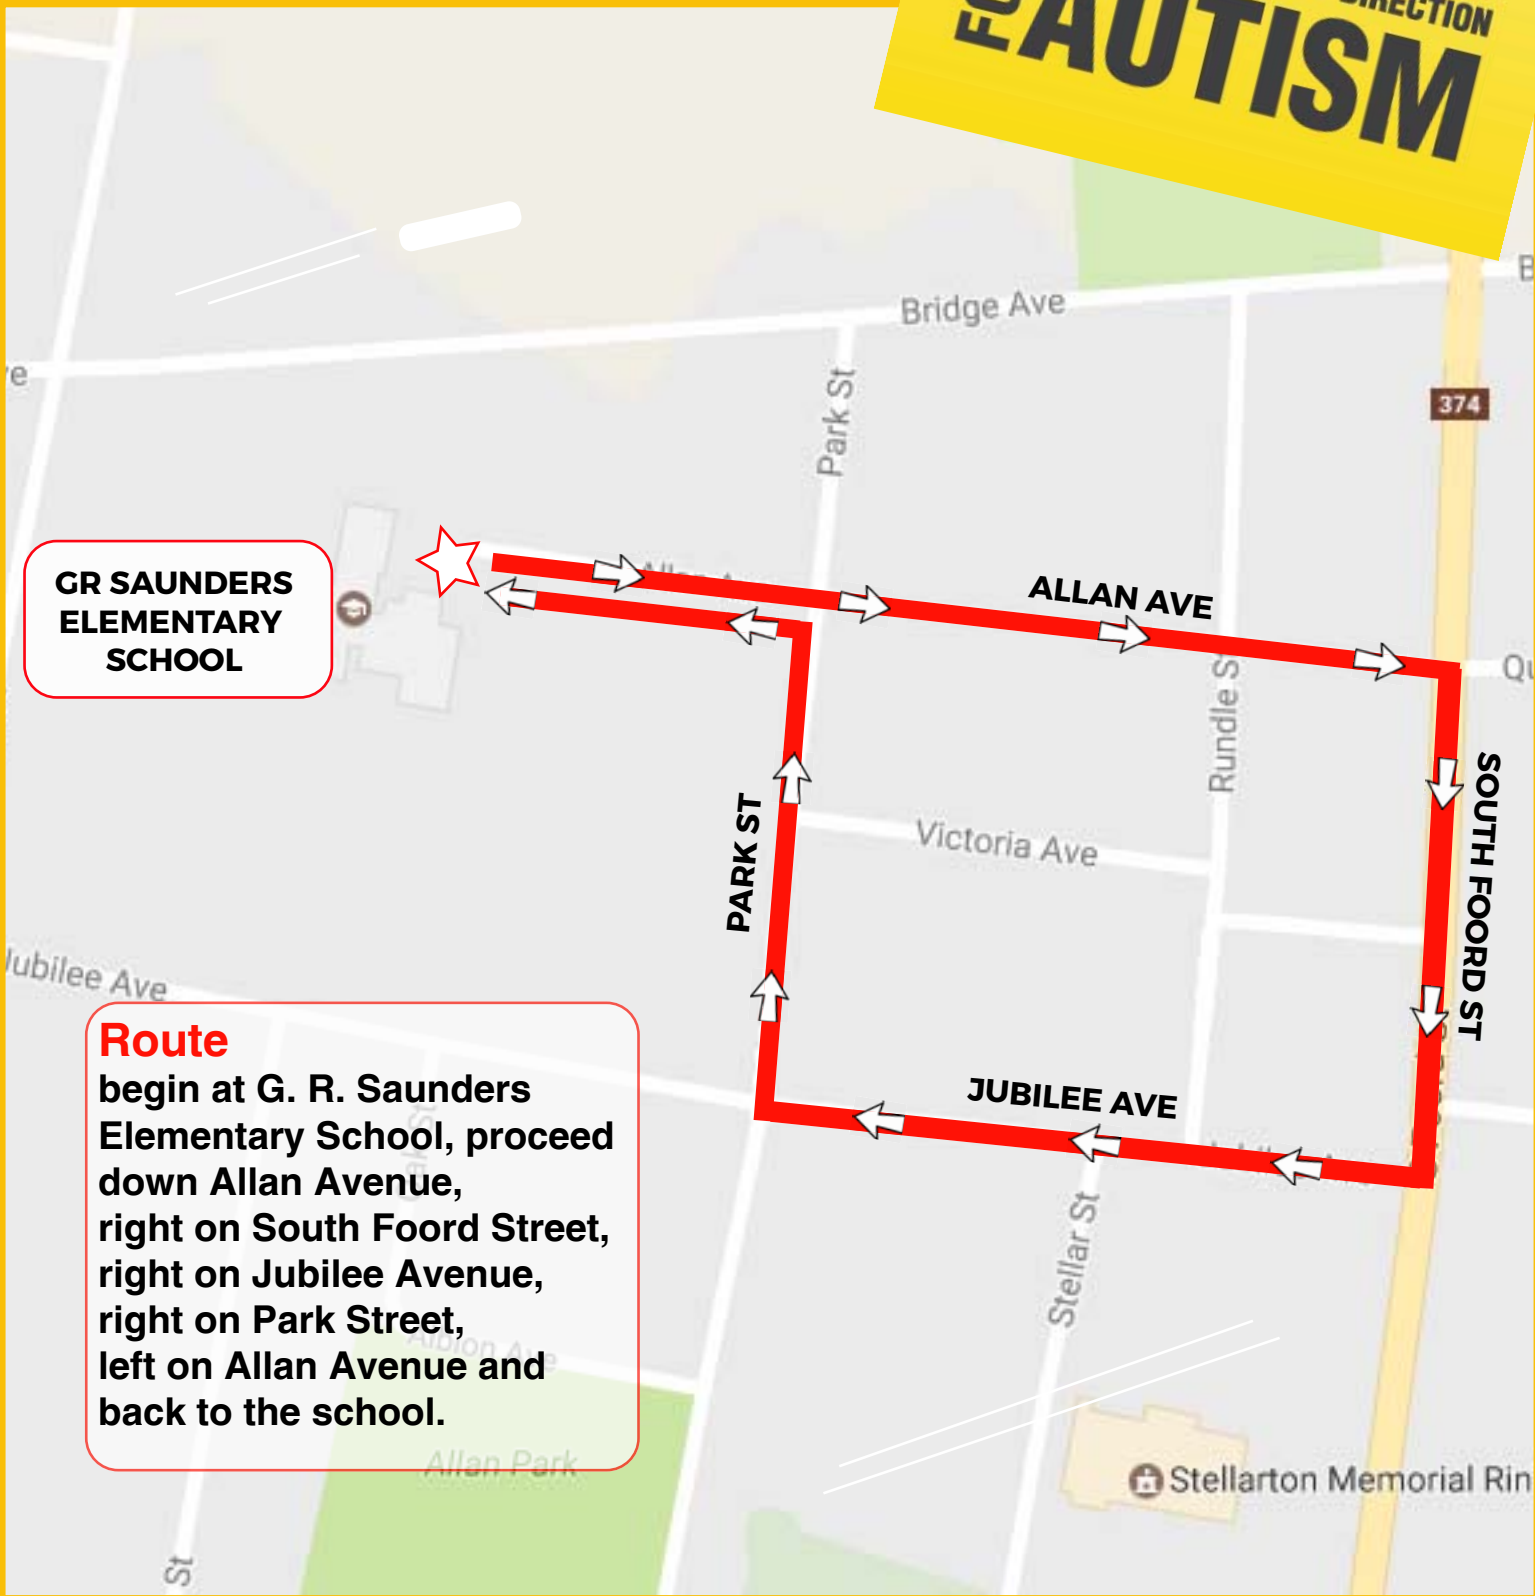 DIRECTION
AUTISM
Bridge Ave
Park St
374
GR SAUNDERS
ELEMENTARY
SCHOOL
ALLAN AVE
Rundle S
Victoria Ave
PARK ST
SOUTH FOORD ST
Jubilee Ave
JUBILEE AVE
Route
begin at G. R. Saunders
Elementary School, proceed
down Allan Avenue,
right on South Foord Street,
right on Jubilee Avenue,
right on Park Street,
left on Allan Avenue and
back to the school.
Albion Ave
Allan Park
Stellar St
Stellarton Memorial Rin
St